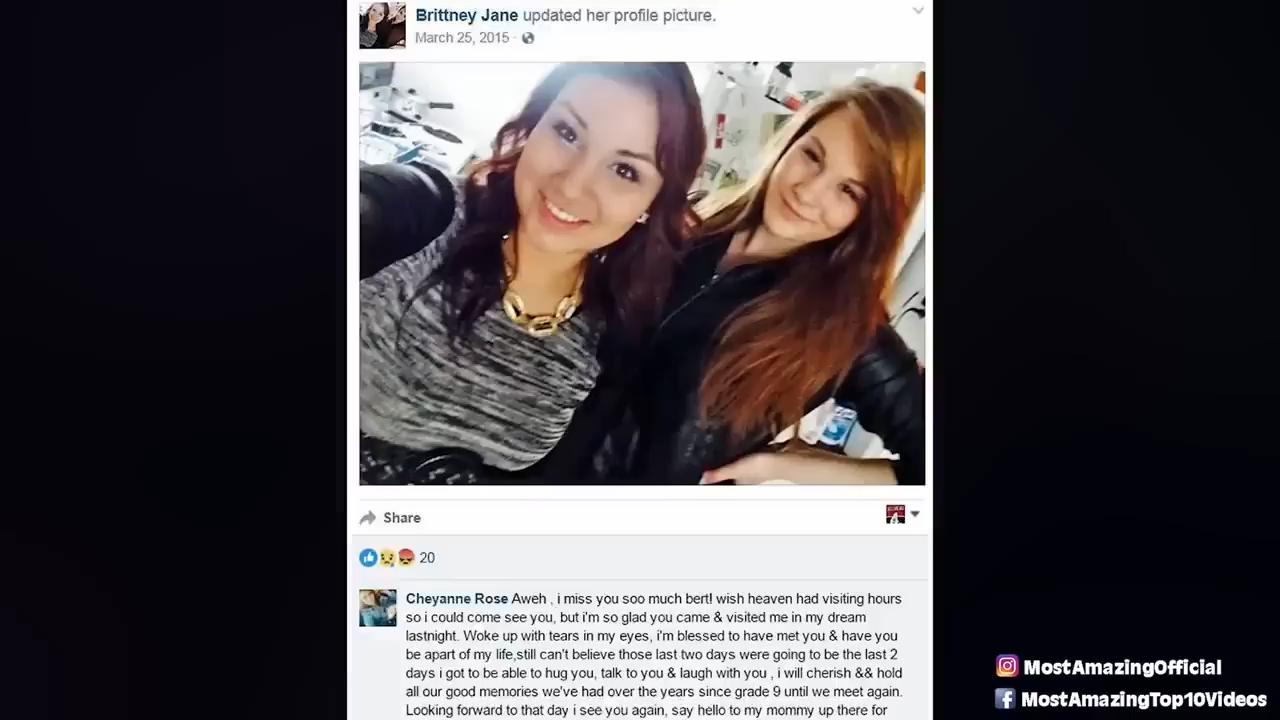 Brittney Jane updated her profile picture.
March 25, 2015 ·
Share
20
Cheyanne Rose Aweh , i miss you soo much bert! wish heaven had visiting hours
so i could come see you, but i'm so glad you came & visited me in my dream
lastnight. Woke up with tears in my eyes, i'm blessed to have met you & have you
be apart of my life,still can't believe those last two days were going to be the last 2
days i got to be able to hug you, talk to you & laugh with you , i will cherish && hold
all our good memories we've had over the years since grade 9 until we meet again.
Looking forward to that day i see you again, say hello to my mommy up there for
MostAmazingOfficial
MostAmazingTop10Videos